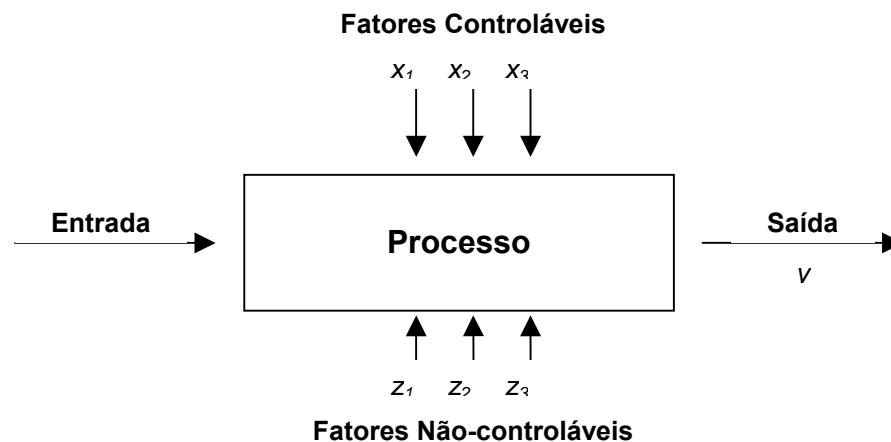 Fatores Controláveis
x1 x2 x3
Entrada
Processo
Saída
v
z1 z2 z3
Fatores Não-controláveis